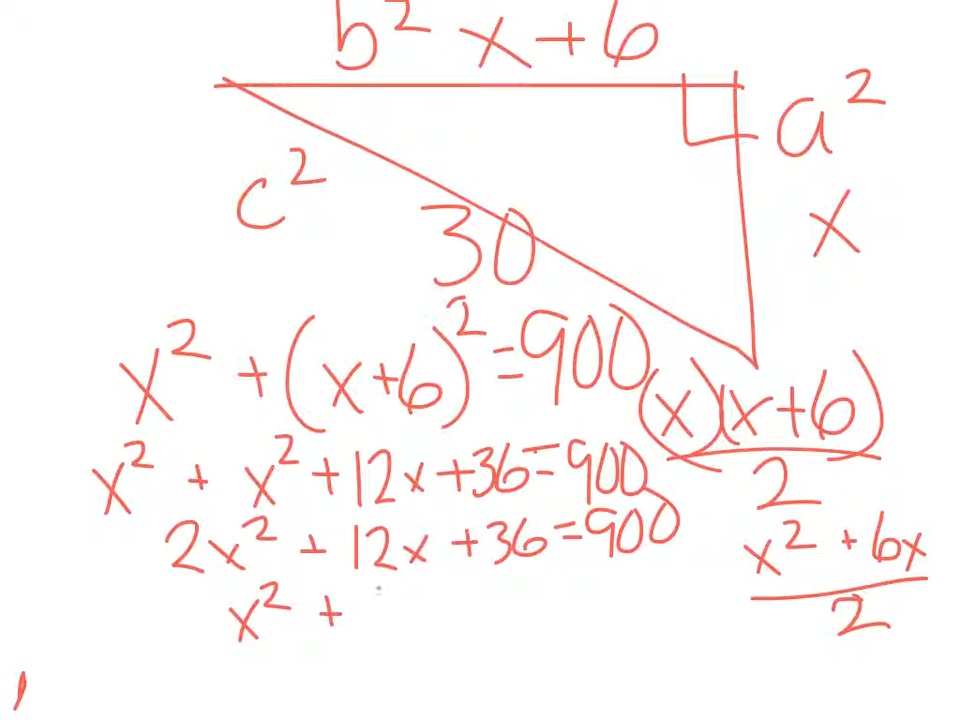 b² x+6
a²
c²
x
30
x² + (x+6)² = 900
(x)(x+6)
2
x² + x² + 12x + 36 = 900
2x² + 12x + 36 = 900
x² + 6x
2
x² +